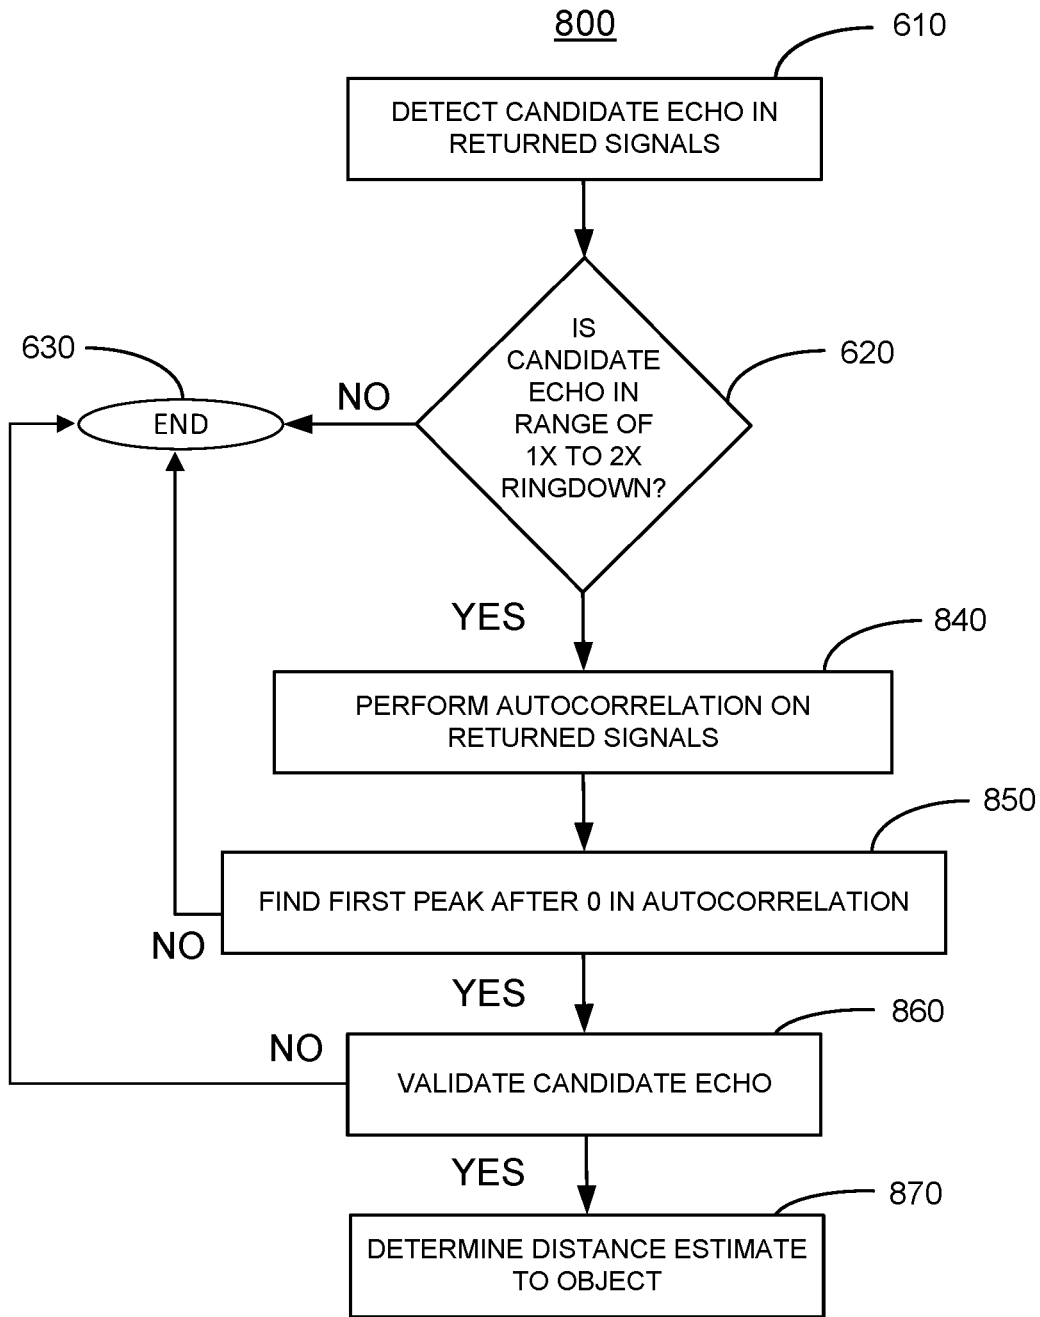 800
610
DETECT CANDIDATE ECHO IN
RETURNED SIGNALS
IS
CANDIDATE
ECHO IN
RANGE OF
1X TO 2X
RINGDOWN?
620
630
END
NO
YES
840
PERFORM AUTOCORRELATION ON
RETURNED SIGNALS
850
FIND FIRST PEAK AFTER 0 IN AUTOCORRELATION
NO
YES
860
NO
VALIDATE CANDIDATE ECHO
YES
870
DETERMINE DISTANCE ESTIMATE
TO OBJECT